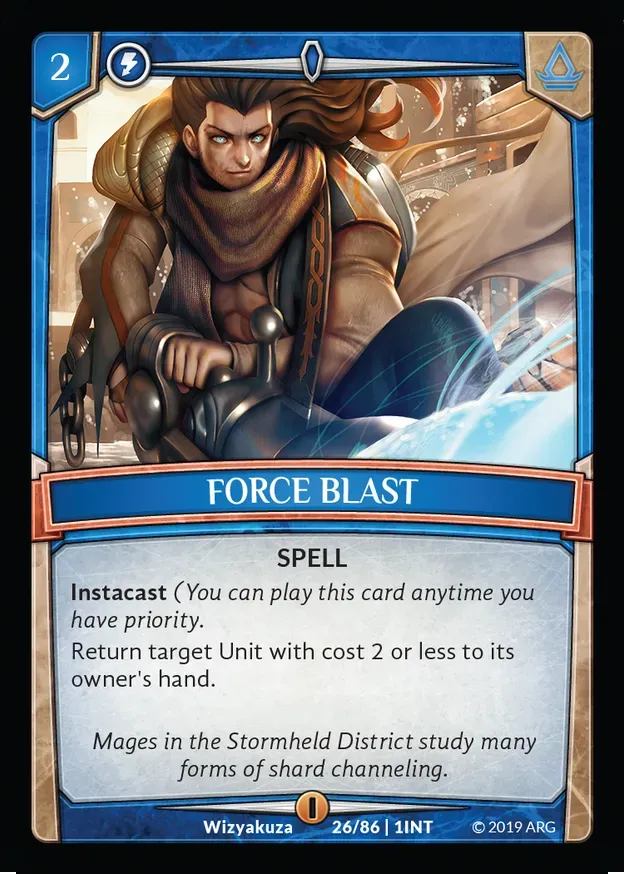 2
FORCE BLAST
SPELL
Instacast (You can play this card anytime you
have priority.
Return target Unit with cost 2 or less to its
owner's hand.
Mages in the Stormheld District study many
forms of shard channeling.
I
Wizyakuza 26/86 | 1INT © 2019 ARG